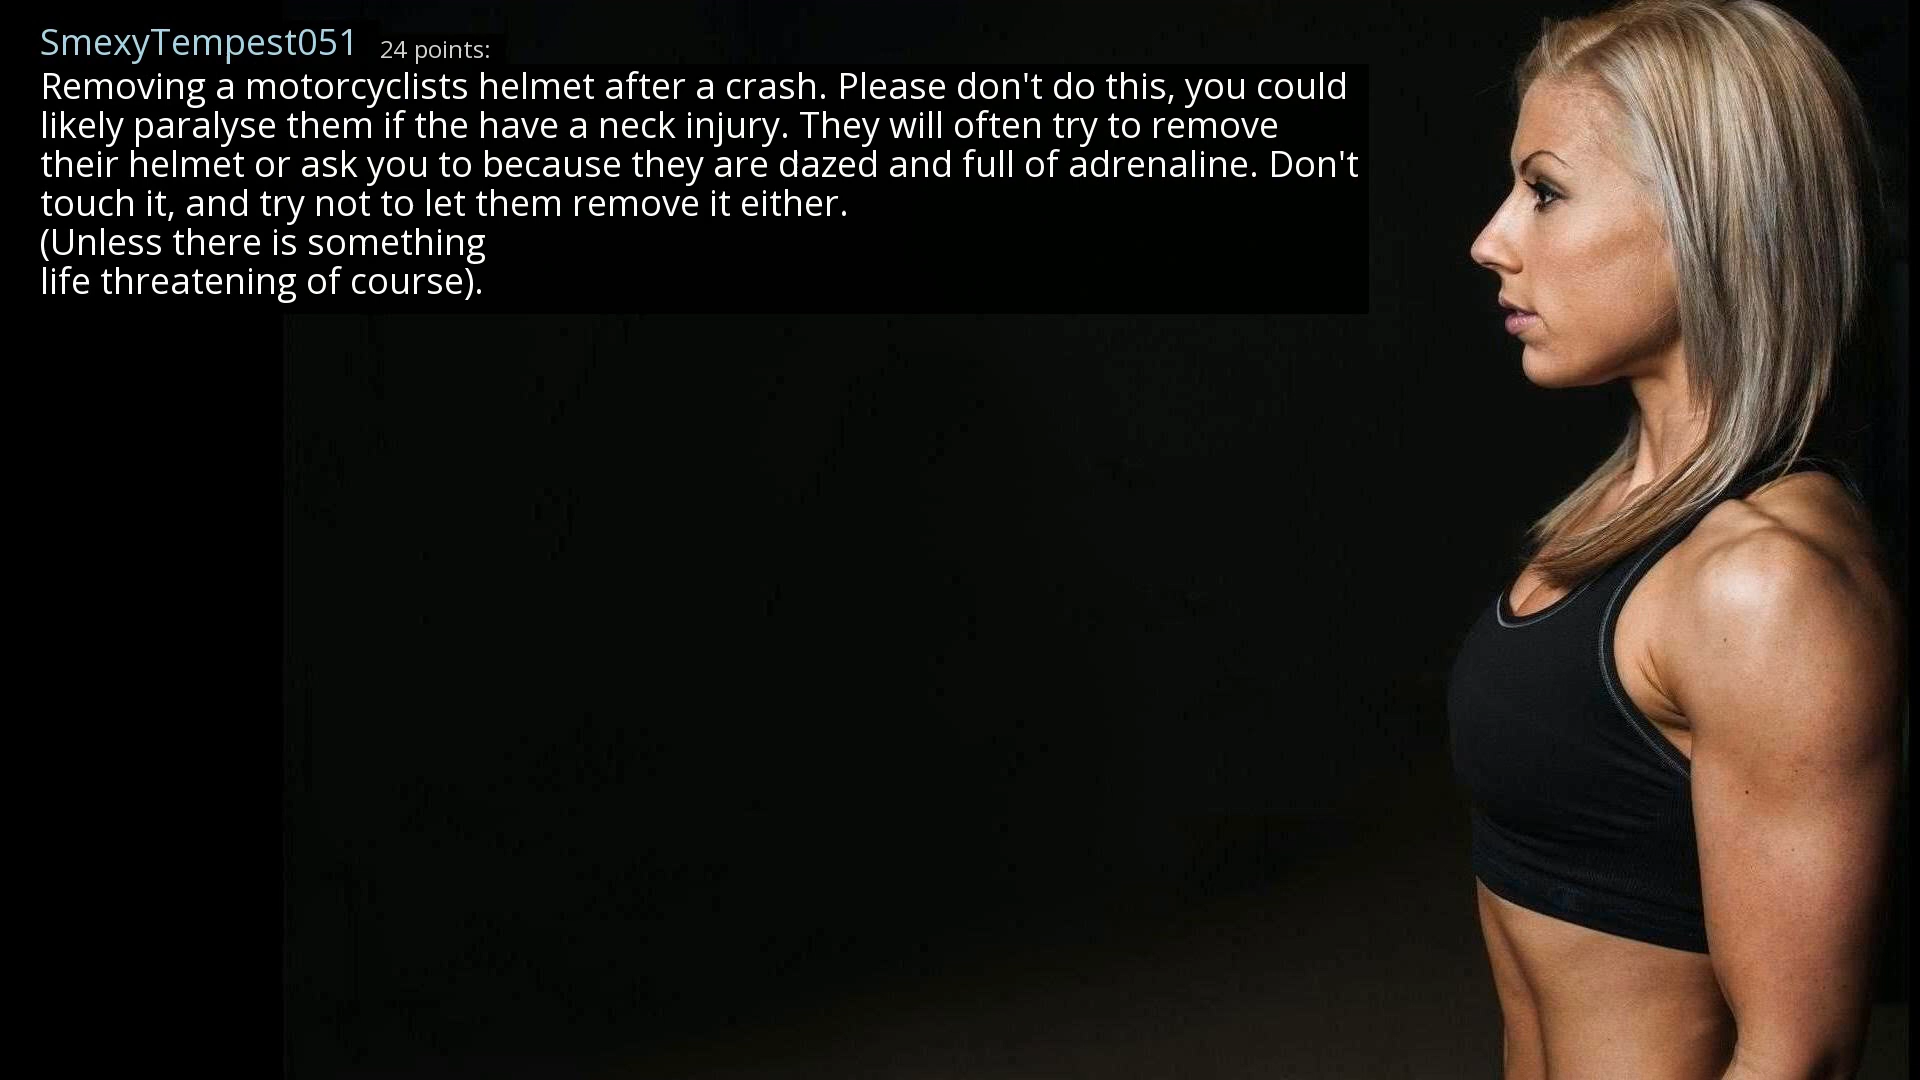 SmexyTempest051 24 points:
Removing a motorcyclists helmet after a crash. Please don't do this, you could
likely paralyse them if the have a neck injury. They will often try to remove
their helmet or ask you to because they are dazed and full of adrenaline. Don't
touch it, and try not to let them remove it either.
(Unless there is something
life threatening of course).